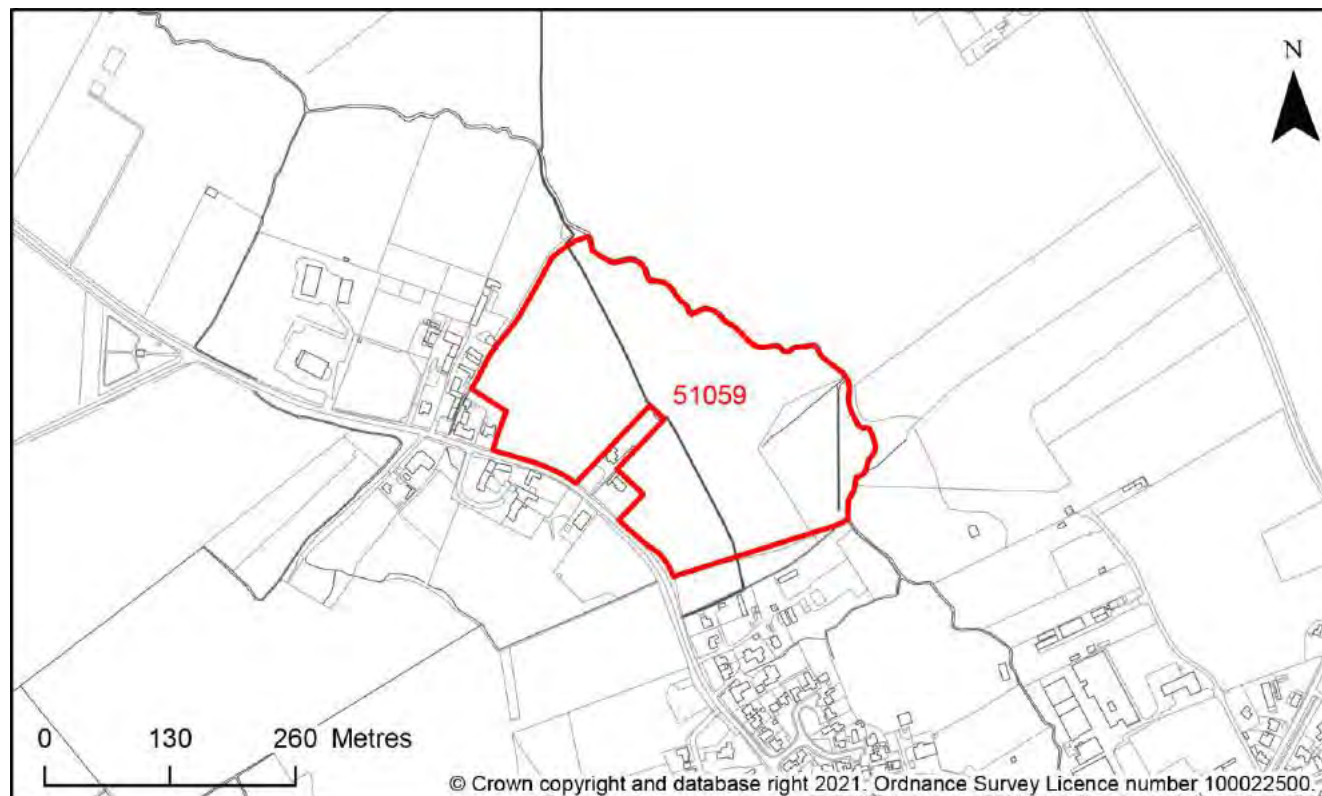 N
51059
0 130 260 Metres
© Crown copyright and database right 2021. Ordnance Survey Licence number 100022500.